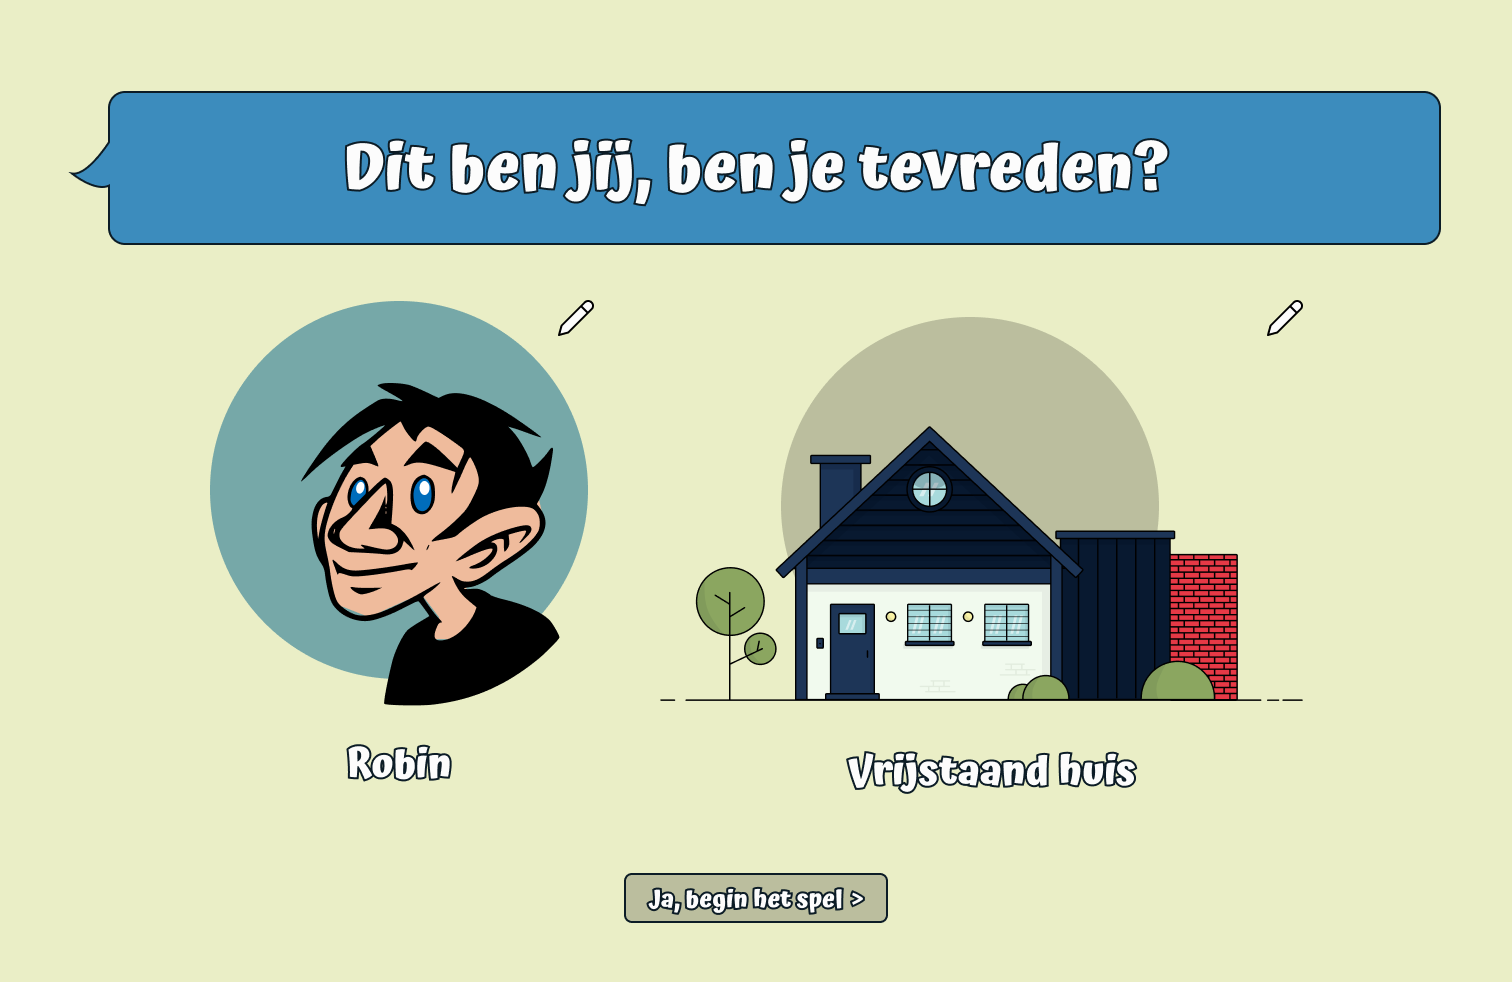 Dit ben jij, ben je tevreden?
Robin
Vrijstaand huis
Ja, begin het spel >